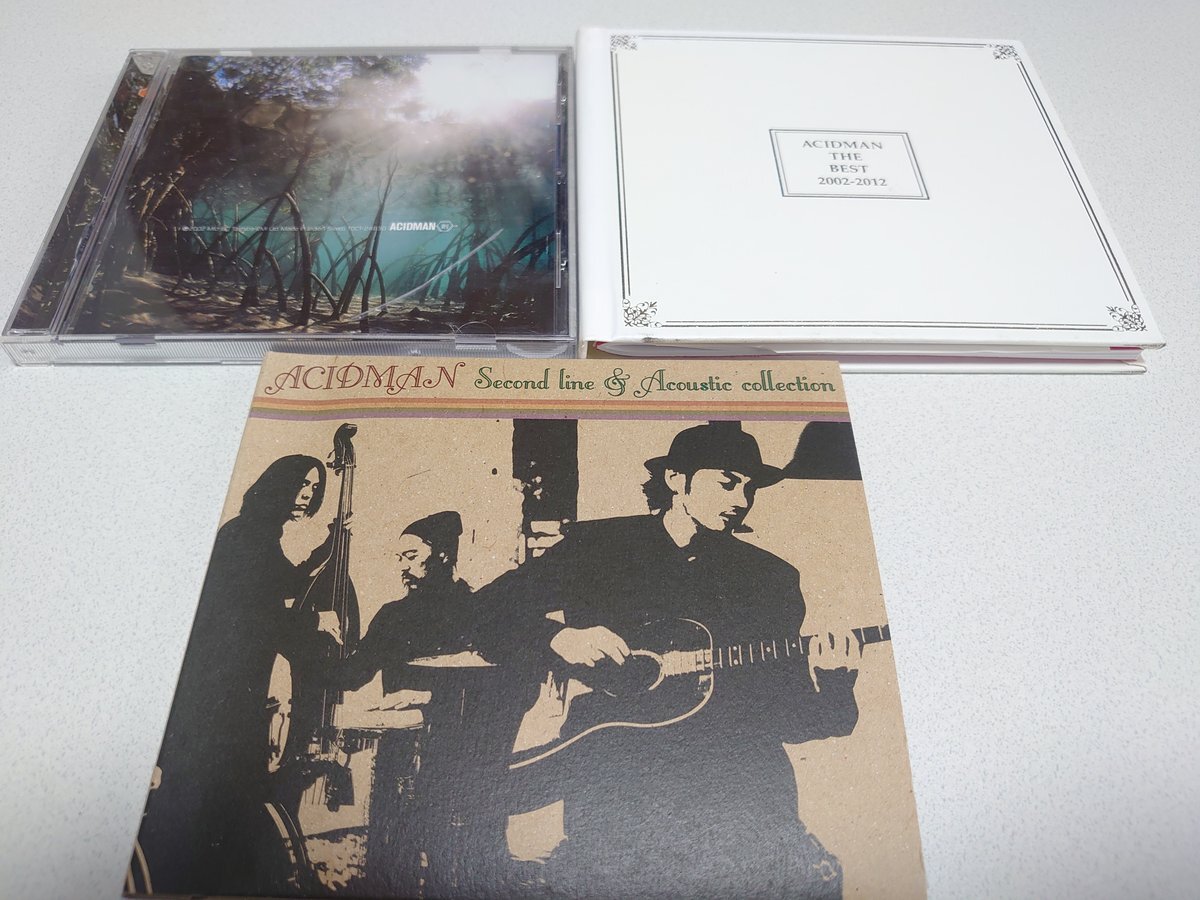 ACIDMAN
ACIDMAN
THE
BEST
2002-2012
ACIDMAN Second line & Acoustic collection